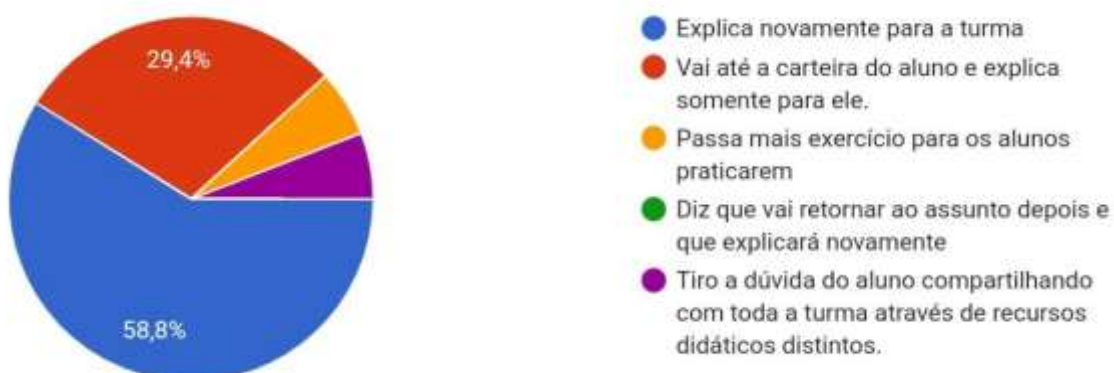 29,4%
58,8%
Explica novamente para a turma
Vai até a carteira do aluno e explica
somente para ele.
Passa mais exercício para os alunos
praticarem
Diz que vai retornar ao assunto depois e
que explicará novamente
Tiro a dúvida do aluno compartilhando
com toda a turma através de recursos
didáticos distintos.